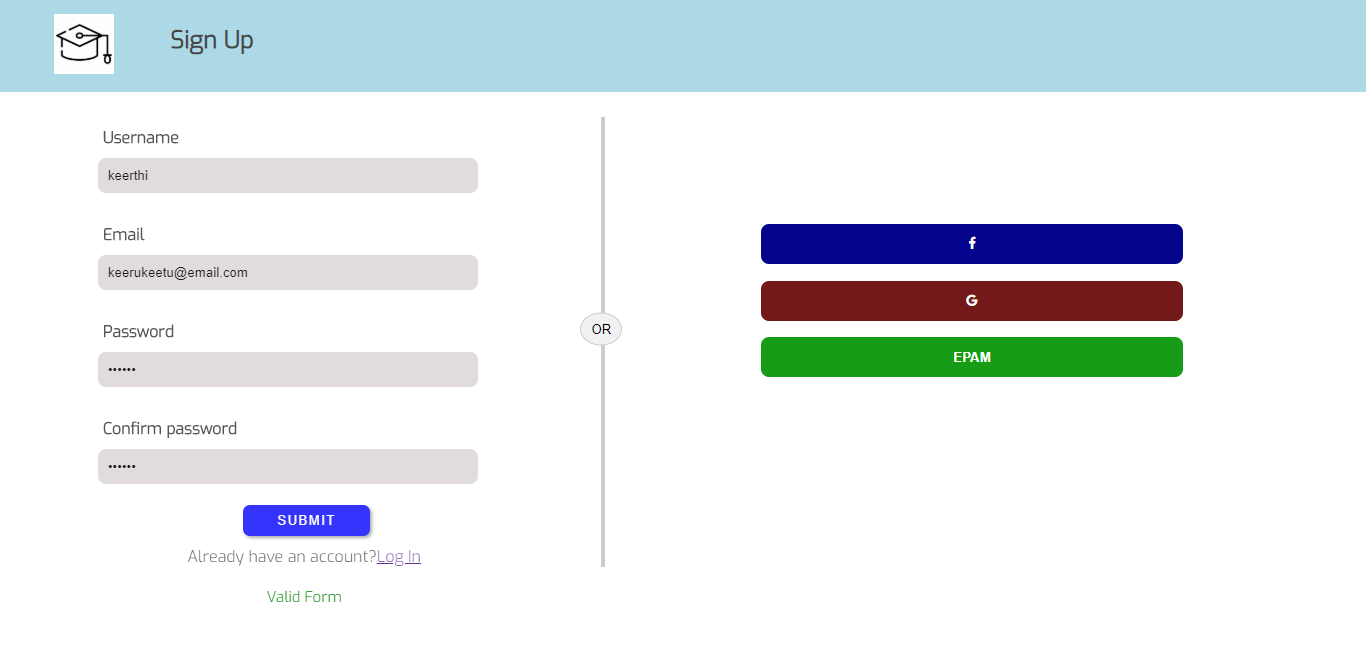 Sign Up
Username
keerthi
Email
keerukeetu@email.com
Password
••••••
Confirm password
••••••
SUBMIT
Already have an account?Log In
Valid Form
OR
f
G
EPAM